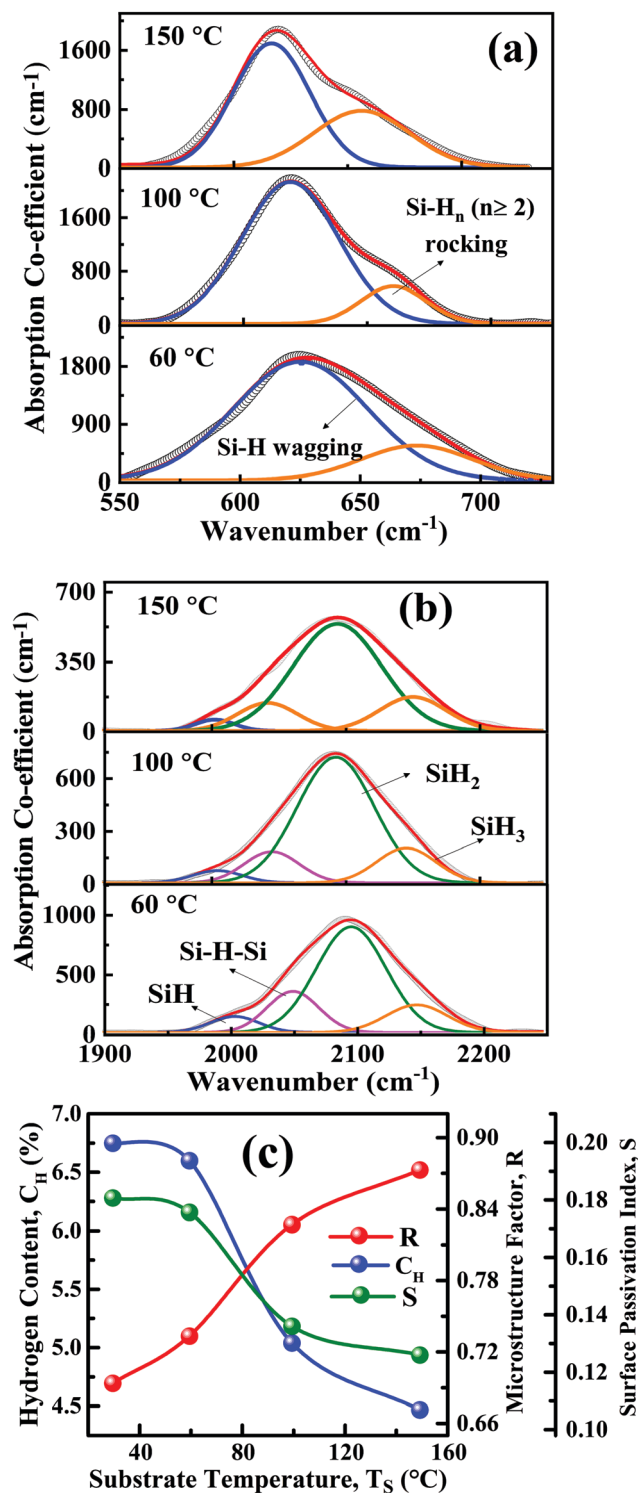 (a)
150 °C
1600
800
0
100 °C
Si-Hn (n≥ 2)
rocking
1600
800
0
60 °C
Si-H wagging
1800
900
0
Absorption Co-efficient (cm-1)
550 600 650 700
Wavenumber (cm-1)
(b)
150 °C
700
350
0
100 °C
SiH2
SiH3
600
300
0
60 °C
Si-H-Si
SiH
1000
500
0
Absorption Co-efficient (cm-1)
1900 2000 2100 2200
Wavenumber (cm-1)
(c)
Hydrogen Content, CH (%)
7.0
6.5
6.0
5.5
5.0
4.5
R
CH
S
0.90
0.84
0.78
0.72
0.66
Microstructure Factor, R
0.20
0.18
0.16
0.14
0.12
0.10
Surface Passivation Index, S
40 80 120 160
Substrate Temperature, TS (°C)